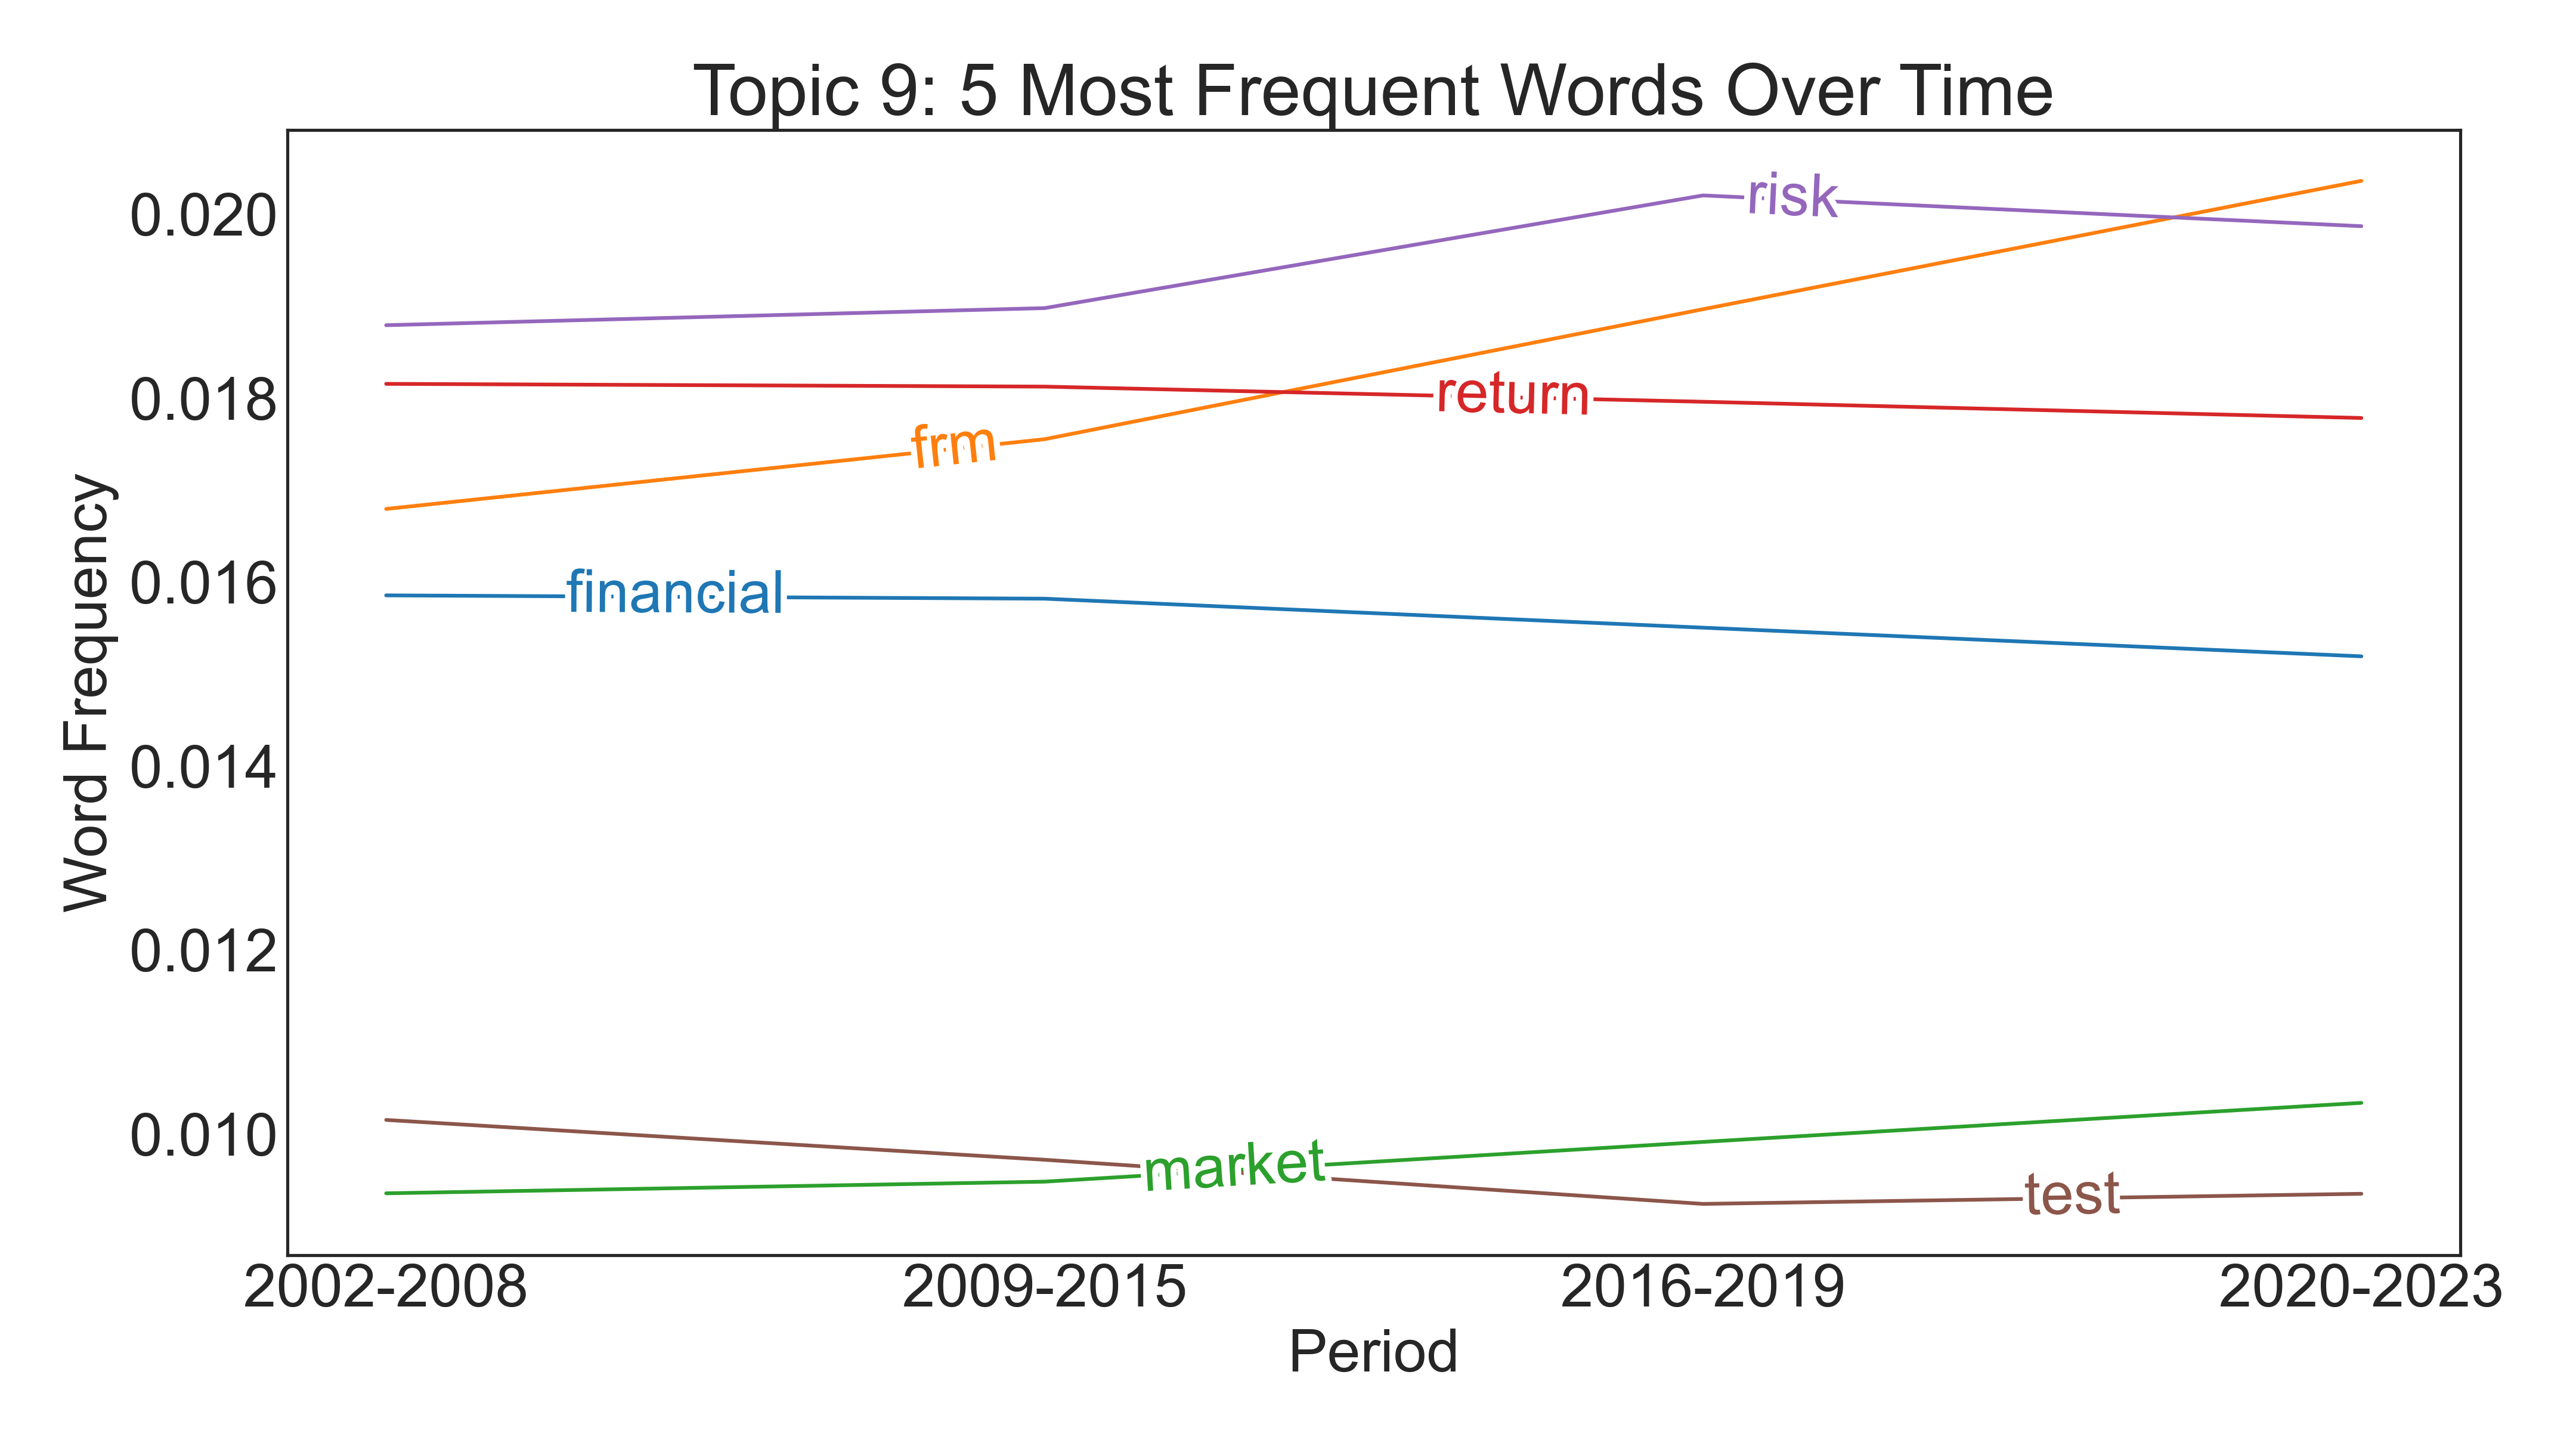 Topic 9: 5 Most Frequent Words Over Time
Word Frequency
0.020
0.018
0.016
0.014
0.012
0.010
risk
return
frm
financial
market
test
2002-2008
2009-2015
2016-2019
2020-2023
Period